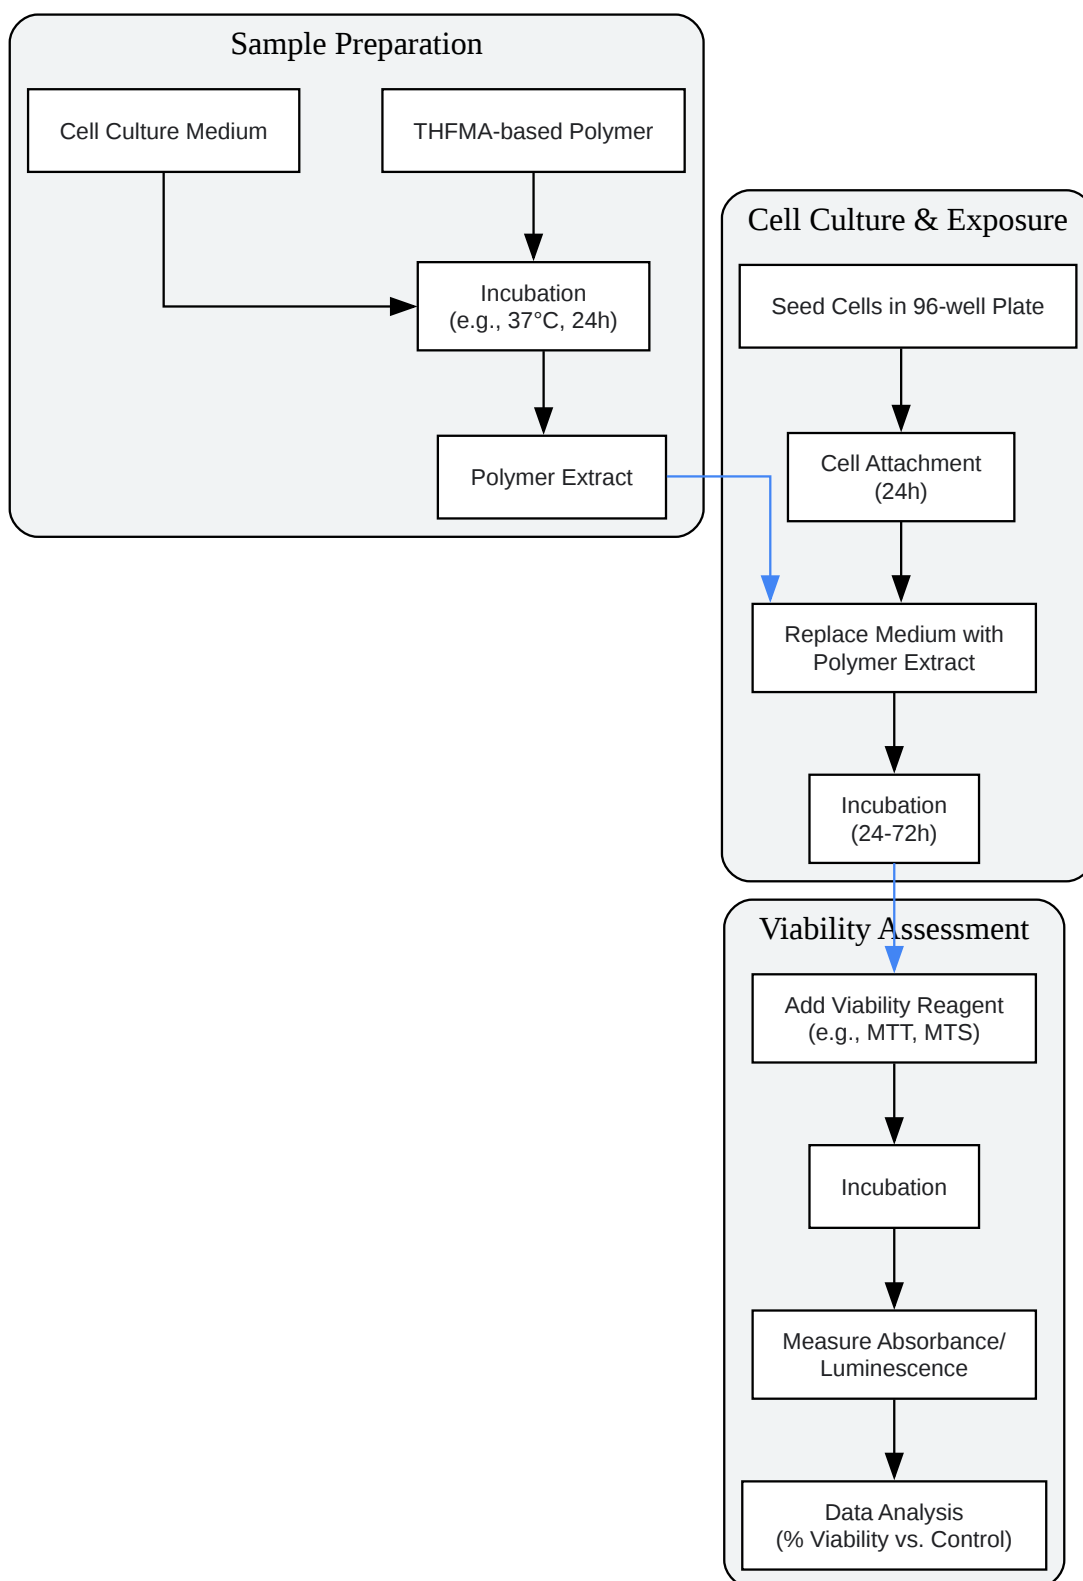 Sample Preparation
Cell Culture Medium
THFMA-based Polymer
Incubation
(e.g., 37°C, 24h)
Polymer Extract
Cell Culture & Exposure
Seed Cells in 96-well Plate
Cell Attachment
(24h)
Replace Medium with
Polymer Extract
Incubation
(24-72h)
Viability Assessment
Add Viability Reagent
(e.g., MTT, MTS)
Incubation
Measure Absorbance/
Luminescence
Data Analysis
(% Viability vs. Control)